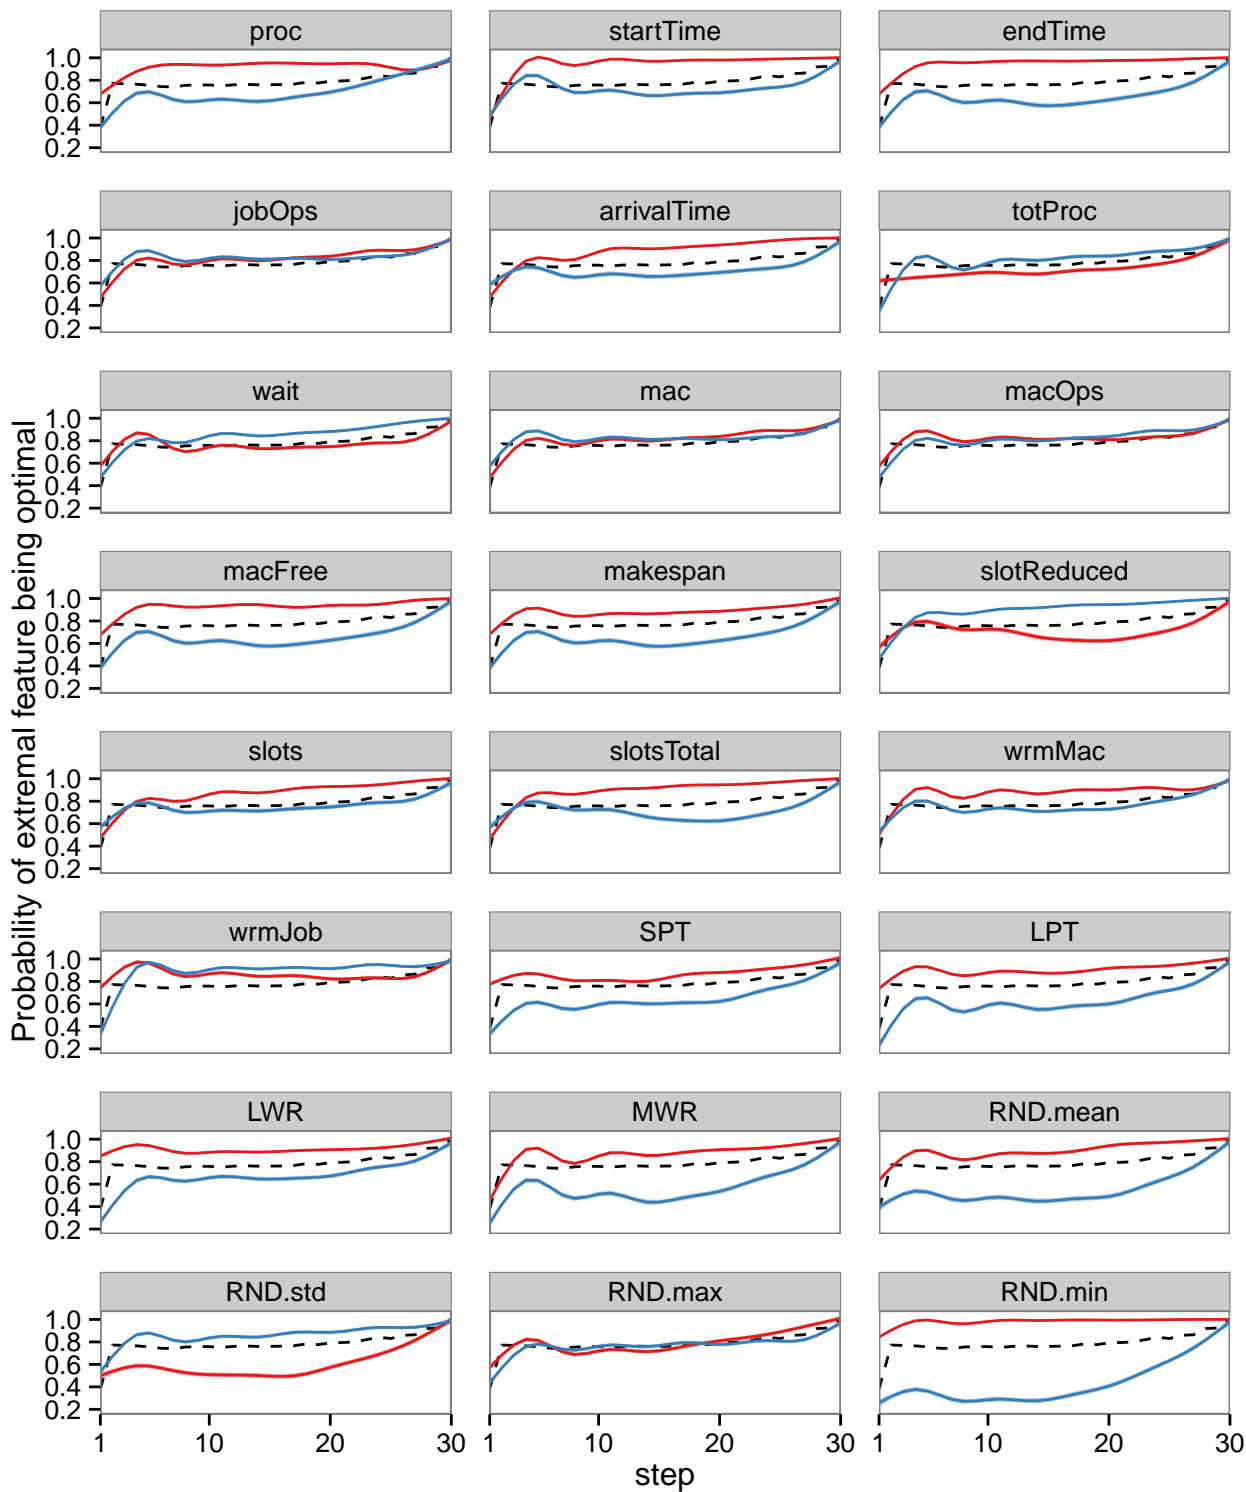 proc
startTime
endTime
1.0
0.8
0.6
0.4
0.2
jobOps
arrivalTime
totProc
1.0
0.8
0.6
0.4
0.2
wait
mac
macOps
1.0
0.8
0.6
0.4
0.2
macFree
makespan
slotReduced
1.0
0.8
0.6
0.4
0.2
slots
slotsTotal
wrmMac
1.0
0.8
0.6
0.4
0.2
wrmJob
SPT
LPT
1.0
0.8
0.6
0.4
0.2
LWR
MWR
RND.mean
1.0
0.8
0.6
0.4
0.2
RND.std
RND.max
RND.min
1.0
0.8
0.6
0.4
0.2
1 10 20 30
1 10 20 30
1 10 20 30
step
Probability of extremal feature being optimal